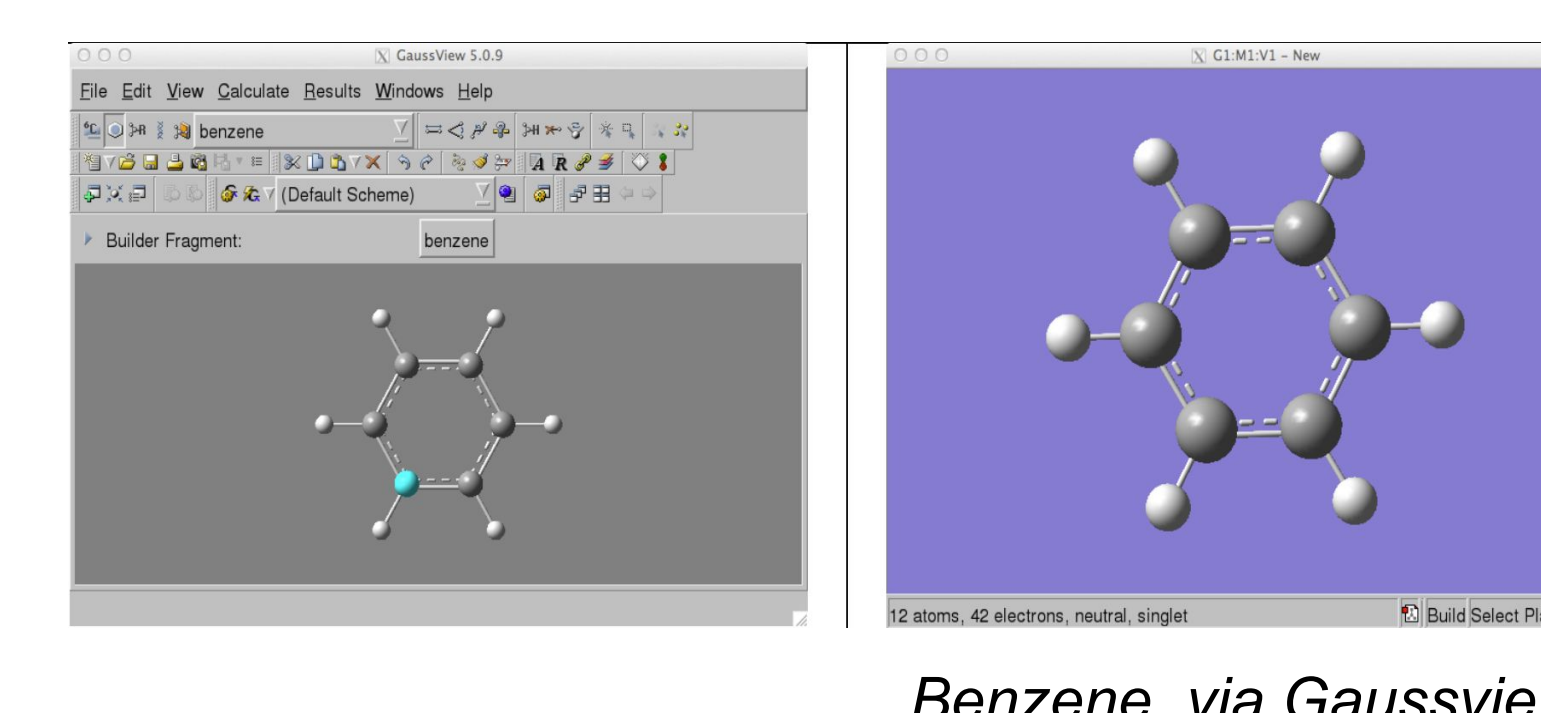 GaussView 5.0.9
File Edit View Calculate Results Windows Help
benzene
(Default Scheme)
Builder Fragment: benzene
G1:M1:V1 – New
12 atoms, 42 electrons, neutral, singlet
Build Select Pl
Benzene via Gaussvie